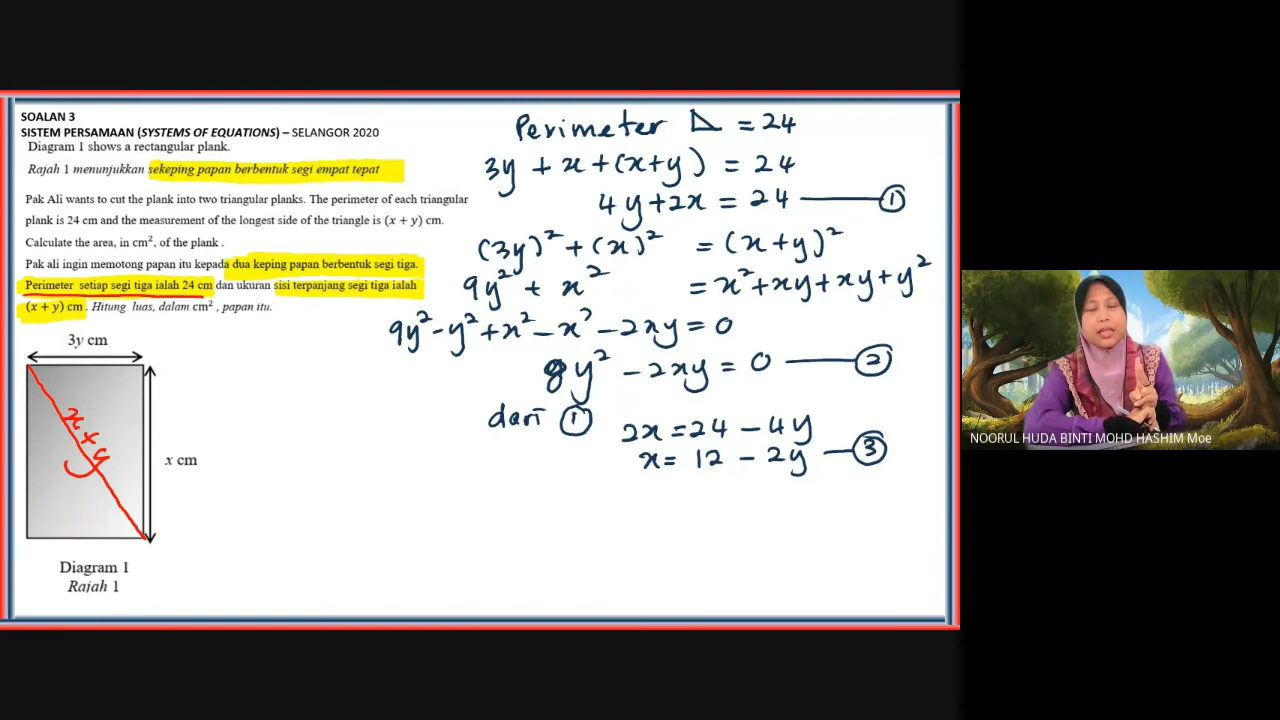 SOALAN 3
SISTEM PERSAMAAN (SYSTEMS OF EQUATIONS) – SELANGOR 2020
Diagram 1 shows a rectangular plank.
Rajah 1 menunjukkan sekeping papan berbentuk segi empat tepat
Pak Ali wants to cut the plank into two triangular planks. The perimeter of each triangular
plank is 24 cm and the measurement of the longest side of the triangle is (x + y) cm.
Calculate the area, in cm², of the plank .
Pak ali ingin memotong papan itu kepada dua keping papan berbentuk segi tiga.
Perimeter setiap segi tiga ialah 24 cm dan ukuran sisi terpanjang segi tiga ialah
(x + y) cm . Hitung luas, dalam cm² , papan itu.
3y cm
x+y
x cm
Diagram 1
Rajah 1
Perimeter ⊿ = 24
3y + x + (x+y) = 24
4y + 2x = 24 ①
(3y)² + (x)² = (x+y)²
9y² + x² = x² + xy + xy + y²
9y² - y² + x² - x² - 2xy = 0
8y² - 2xy = 0 ②
dari ①
2x = 24 - 4y
x = 12 - 2y ③
NOORUL HUDA BINTI MOHD HASHIM Moe